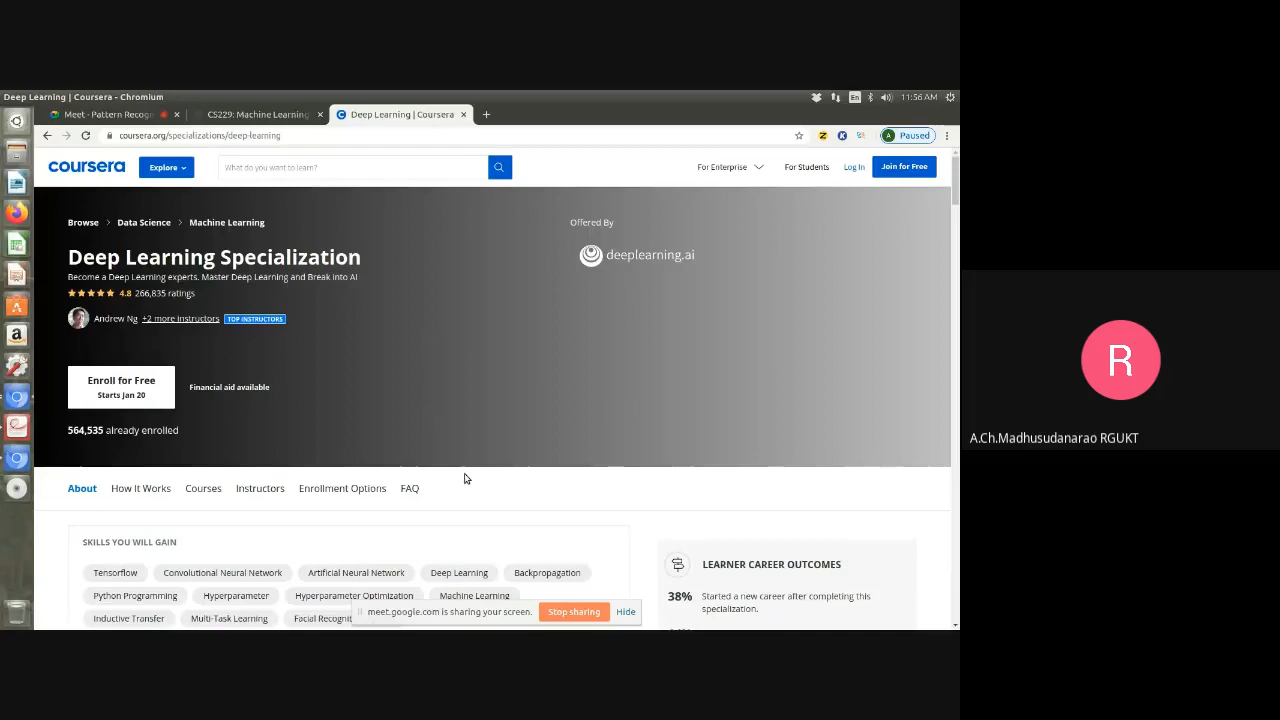 Deep Learning | Coursera - Chromium
En
11:56 AM
Meet - Pattern Recogn
CS229: Machine Learning
Deep Learning | Coursera
coursera.org/specializations/deep-learning
A Paused
coursera
Explore
What do you want to learn?
For Enterprise
For Students
Log In
Join for Free
Browse > Data Science > Machine Learning
Offered By
Deep Learning Specialization
deeplearning.ai
Become a Deep Learning experts. Master Deep Learning and Break into AI
4.8 266,835 ratings
Andrew Ng +2 more instructors TOP INSTRUCTORS
Enroll for Free
Starts Jan 20
Financial aid available
564,535 already enrolled
About
How It Works
Courses
Instructors
Enrollment Options
FAQ
SKILLS YOU WILL GAIN
Tensorflow
Convolutional Neural Network
Artificial Neural Network
Deep Learning
Backpropagation
Python Programming
Hyperparameter
Hyperparameter Optimization
Machine Learning
Inductive Transfer
Multi-Task Learning
Facial Recognit
LEARNER CAREER OUTCOMES
38% Started a new career after completing this
specialization.
meet.google.com is sharing your screen.
Stop sharing
Hide
R
A.Ch.Madhusudanarao RGUKT